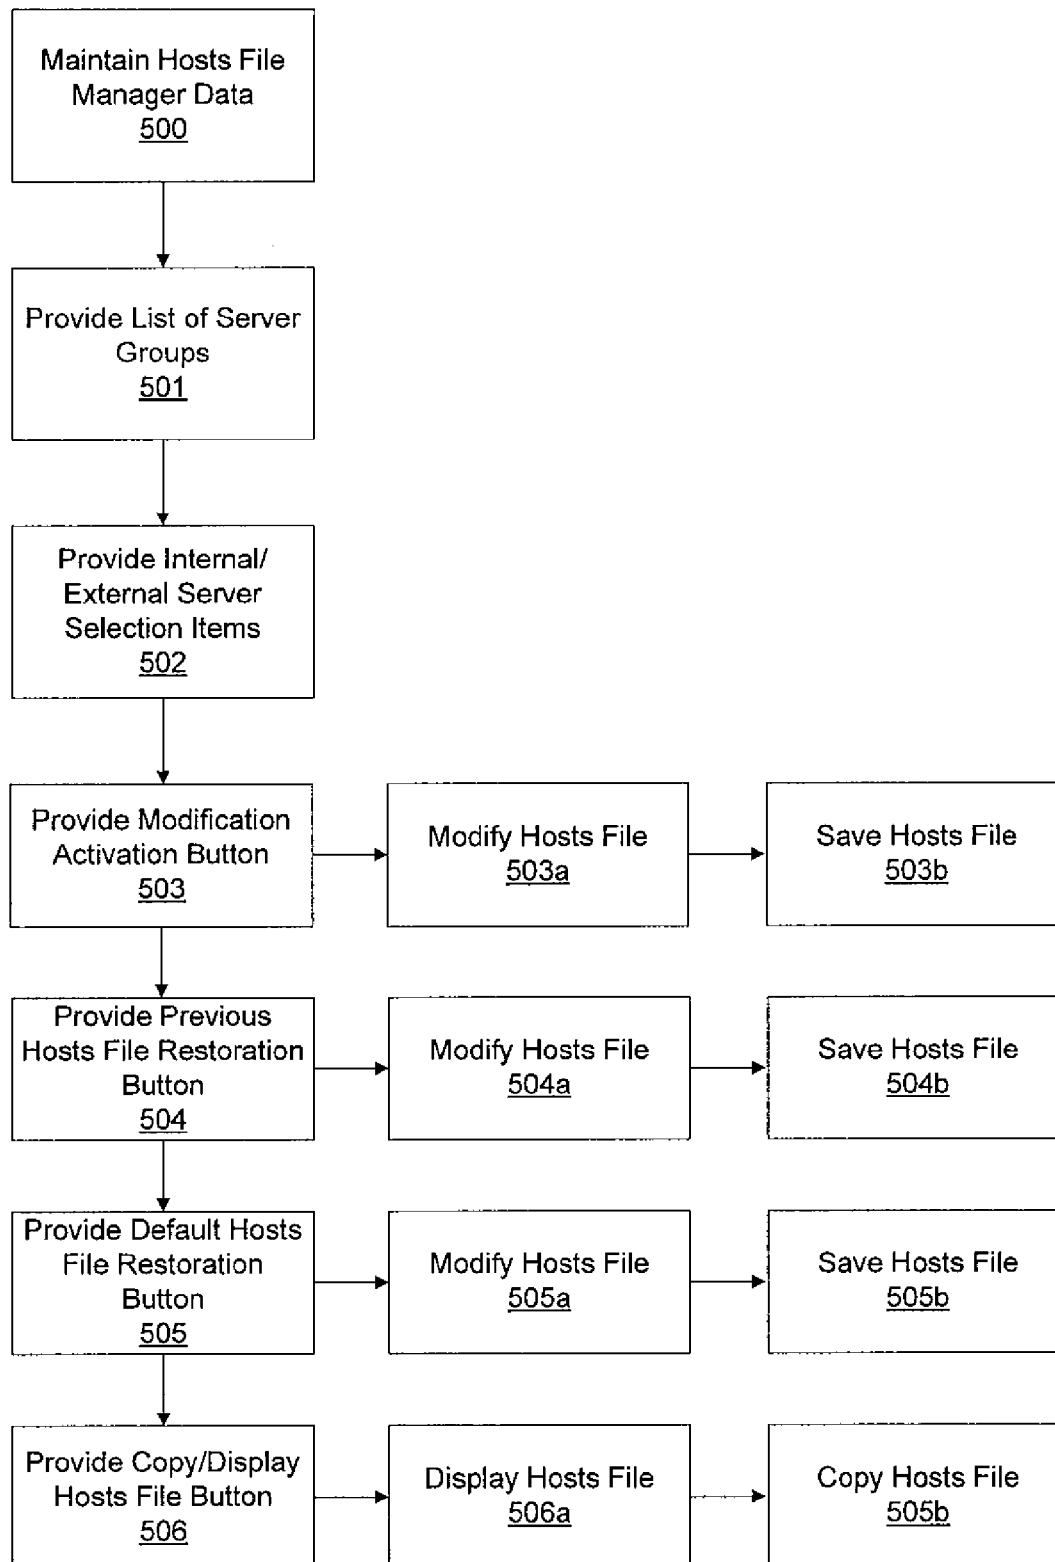 Maintain Hosts File
Manager Data
500
Provide List of Server
Groups
501
Provide Internal/
External Server
Selection Items
502
Provide Modification
Activation Button
503
Modify Hosts File
503a
Save Hosts File
503b
Provide Previous
Hosts File Restoration
Button
504
Modify Hosts File
504a
Save Hosts File
504b
Provide Default Hosts
File Restoration
Button
505
Modify Hosts File
505a
Save Hosts File
505b
Provide Copy/Display
Hosts File Button
506
Display Hosts File
506a
Copy Hosts File
505b